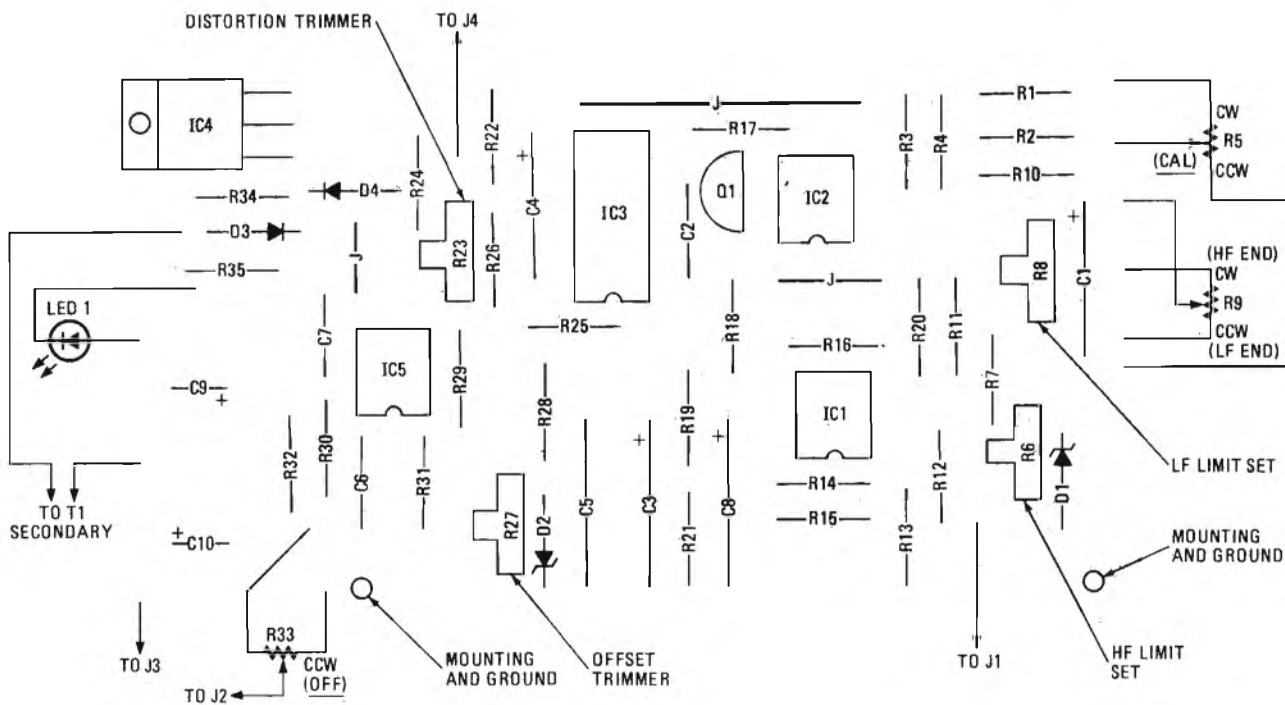 DISTORTION TRIMMER
TO J4
IC4
R22
J
R17
R3
R4
R1
R2
R10
CW
R5
(CAL)
CCW
R34
D4
R24
+
C4
IC3
Q1
IC2
C2
D3
R35
J
R23
R26
J
R8
+
C1
(HF END)
CW
R9
CCW
(LF END)
LED 1
C7
R25
R18
R16
R20
R11
IC5
R29
R7
C9
+
R28
R19
IC1
R32
R30
C6
R31
+
+
R12
R6
D1
LF LIMIT SET
R14
R15
TO T1
SECONDARY
R27
D2
C5
C3
R21
C8
R13
+
C10
MOUNTING
AND GROUND
R33
CCW
(OFF)
TO J3
TO J2
MOUNTING
AND GROUND
OFFSET
TRIMMER
TO J1
HF LIMIT
SET